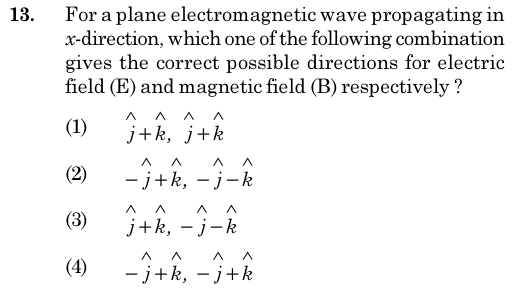 13. For a plane electromagnetic wave propagating in
x-direction, which one of the following combination
gives the correct possible directions for electric
field (E) and magnetic field (B) respectively ?
(1) ĵ+k̂, ĵ+k̂
(2) −ĵ+k̂, −ĵ−k̂
(3) ĵ+k̂, −ĵ−k̂
(4) −ĵ+k̂, −ĵ+k̂